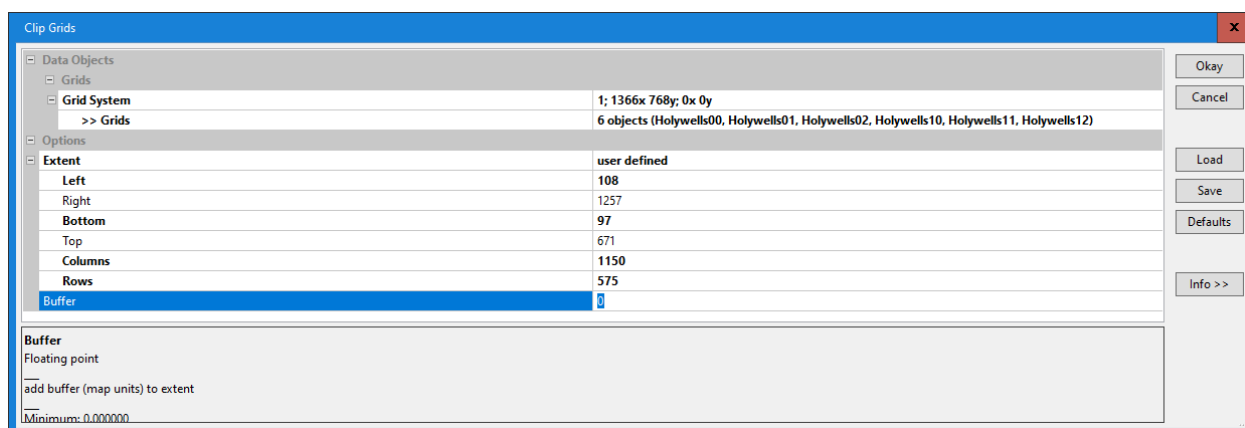 Clip Grids
x
Data Objects
Grids
Grid System 1; 1366x 768y; 0x 0y
>> Grids 6 objects (Holywells00, Holywells01, Holywells02, Holywells10, Holywells11, Holywells12)
Options
Extent user defined
Left 108
Right 1257
Bottom 97
Top 671
Columns 1150
Rows 575
Buffer 0
Okay
Cancel
Load
Save
Defaults
Info >>
Buffer
Floating point
__
add buffer (map units) to extent
__
Minimum: 0.000000